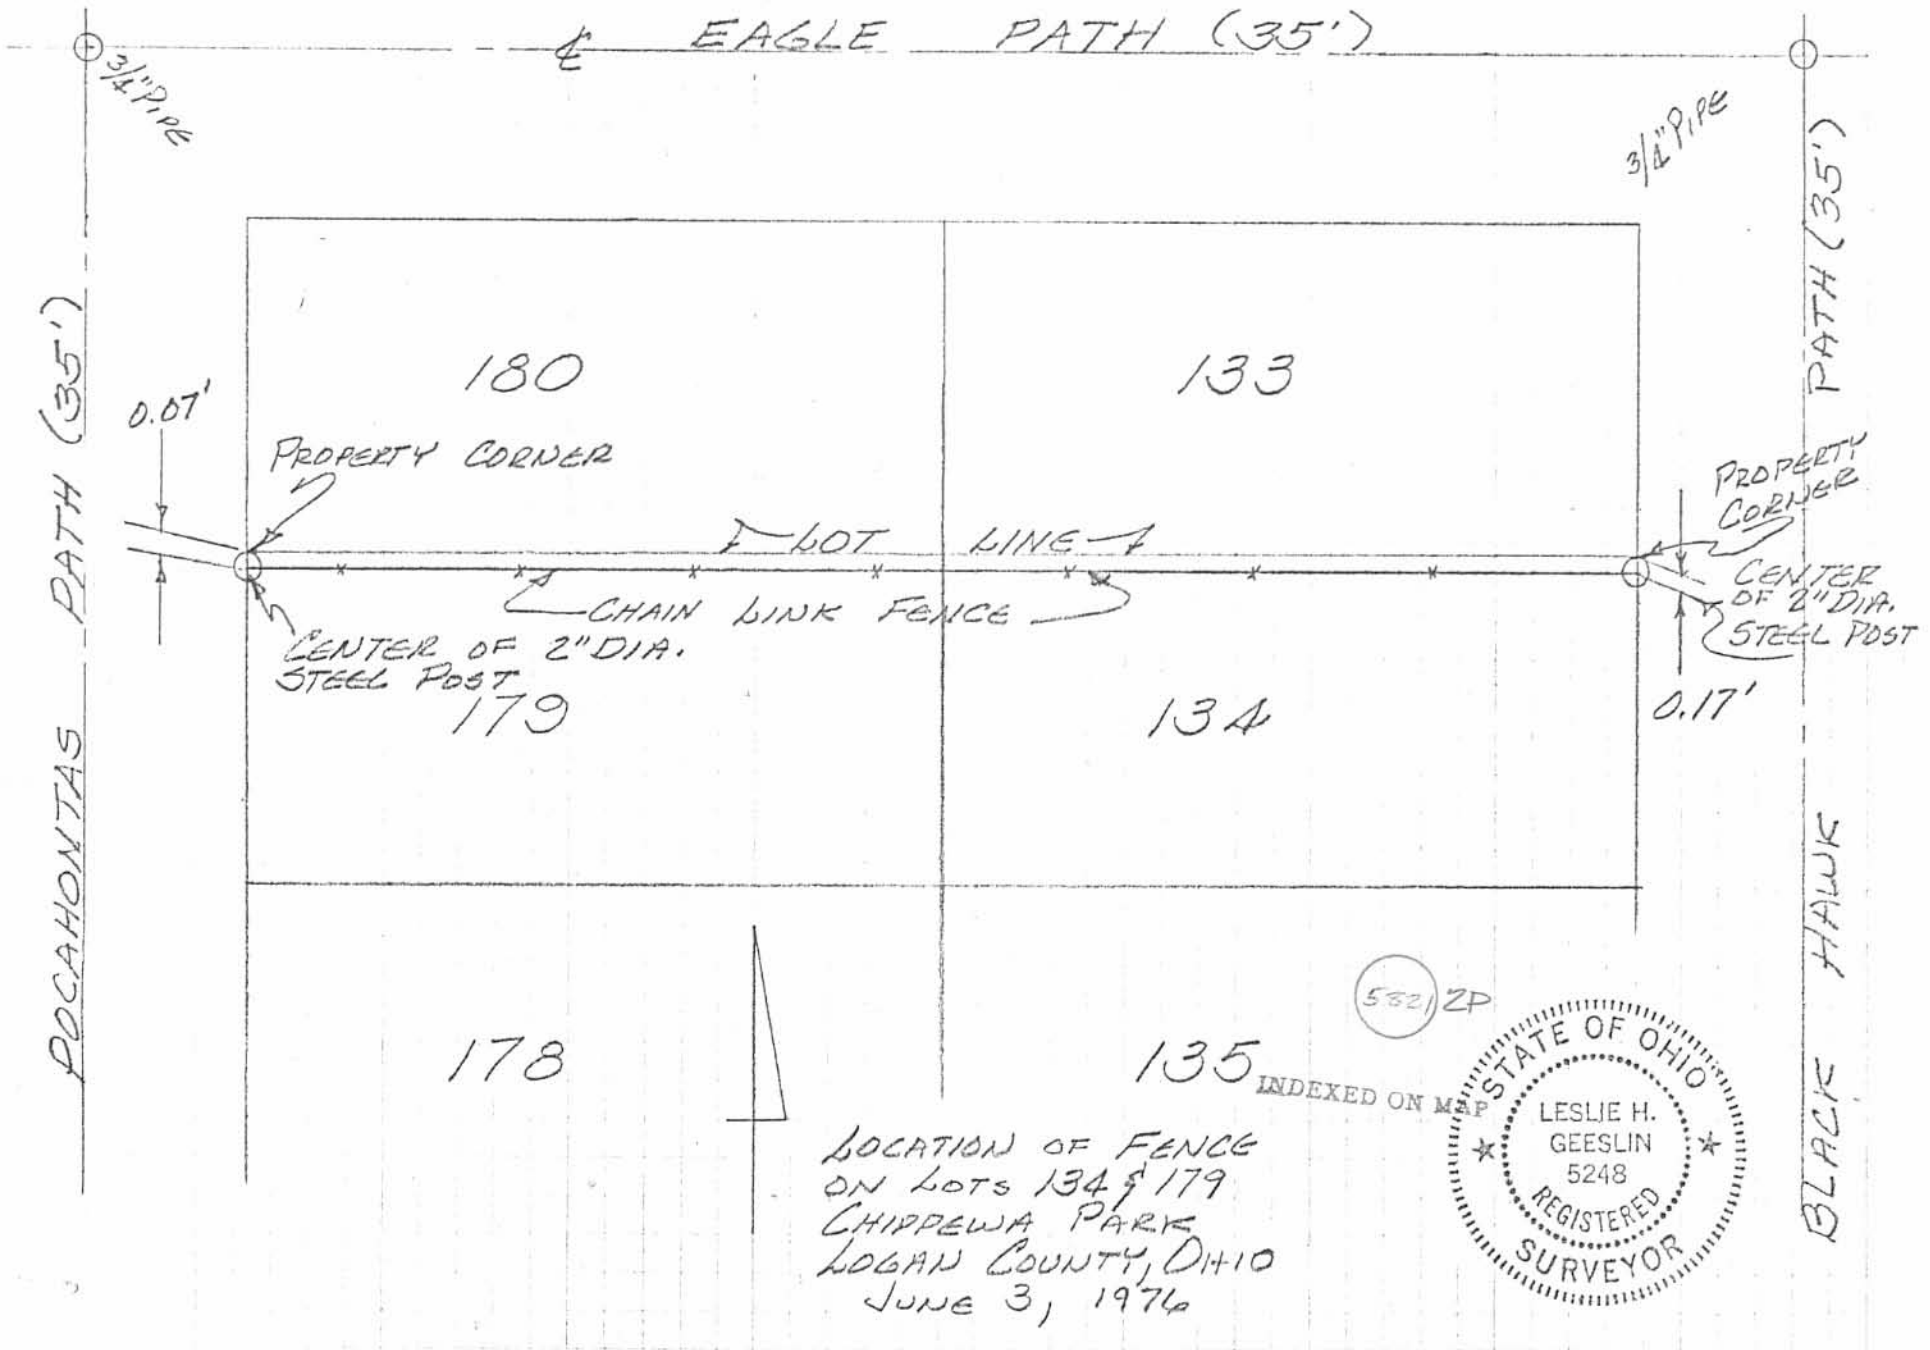 ℄ EAGLE PATH (35')
3/4" PIPE
3/4" PIPE
POCAHONTAS PATH (35')
BLACK HAWK PATH (35')
180
133
0.07'
PROPERTY CORNER
PROPERTY
CORNER
LOT LINE
CHAIN LINK FENCE
CENTER OF 2" DIA.
STEEL POST
CENTER
OF 2" DIA.
STEEL POST
0.17'
179
134
178
135
5821 ZP
INDEXED ON MAP
LOCATION OF FENCE
ON LOTS 134 & 179
CHIPPEWA PARK
LOGAN COUNTY, OHIO
JUNE 3, 1976
STATE OF OHIO
LESLIE H.
GEESLIN
5248
REGISTERED
SURVEYOR